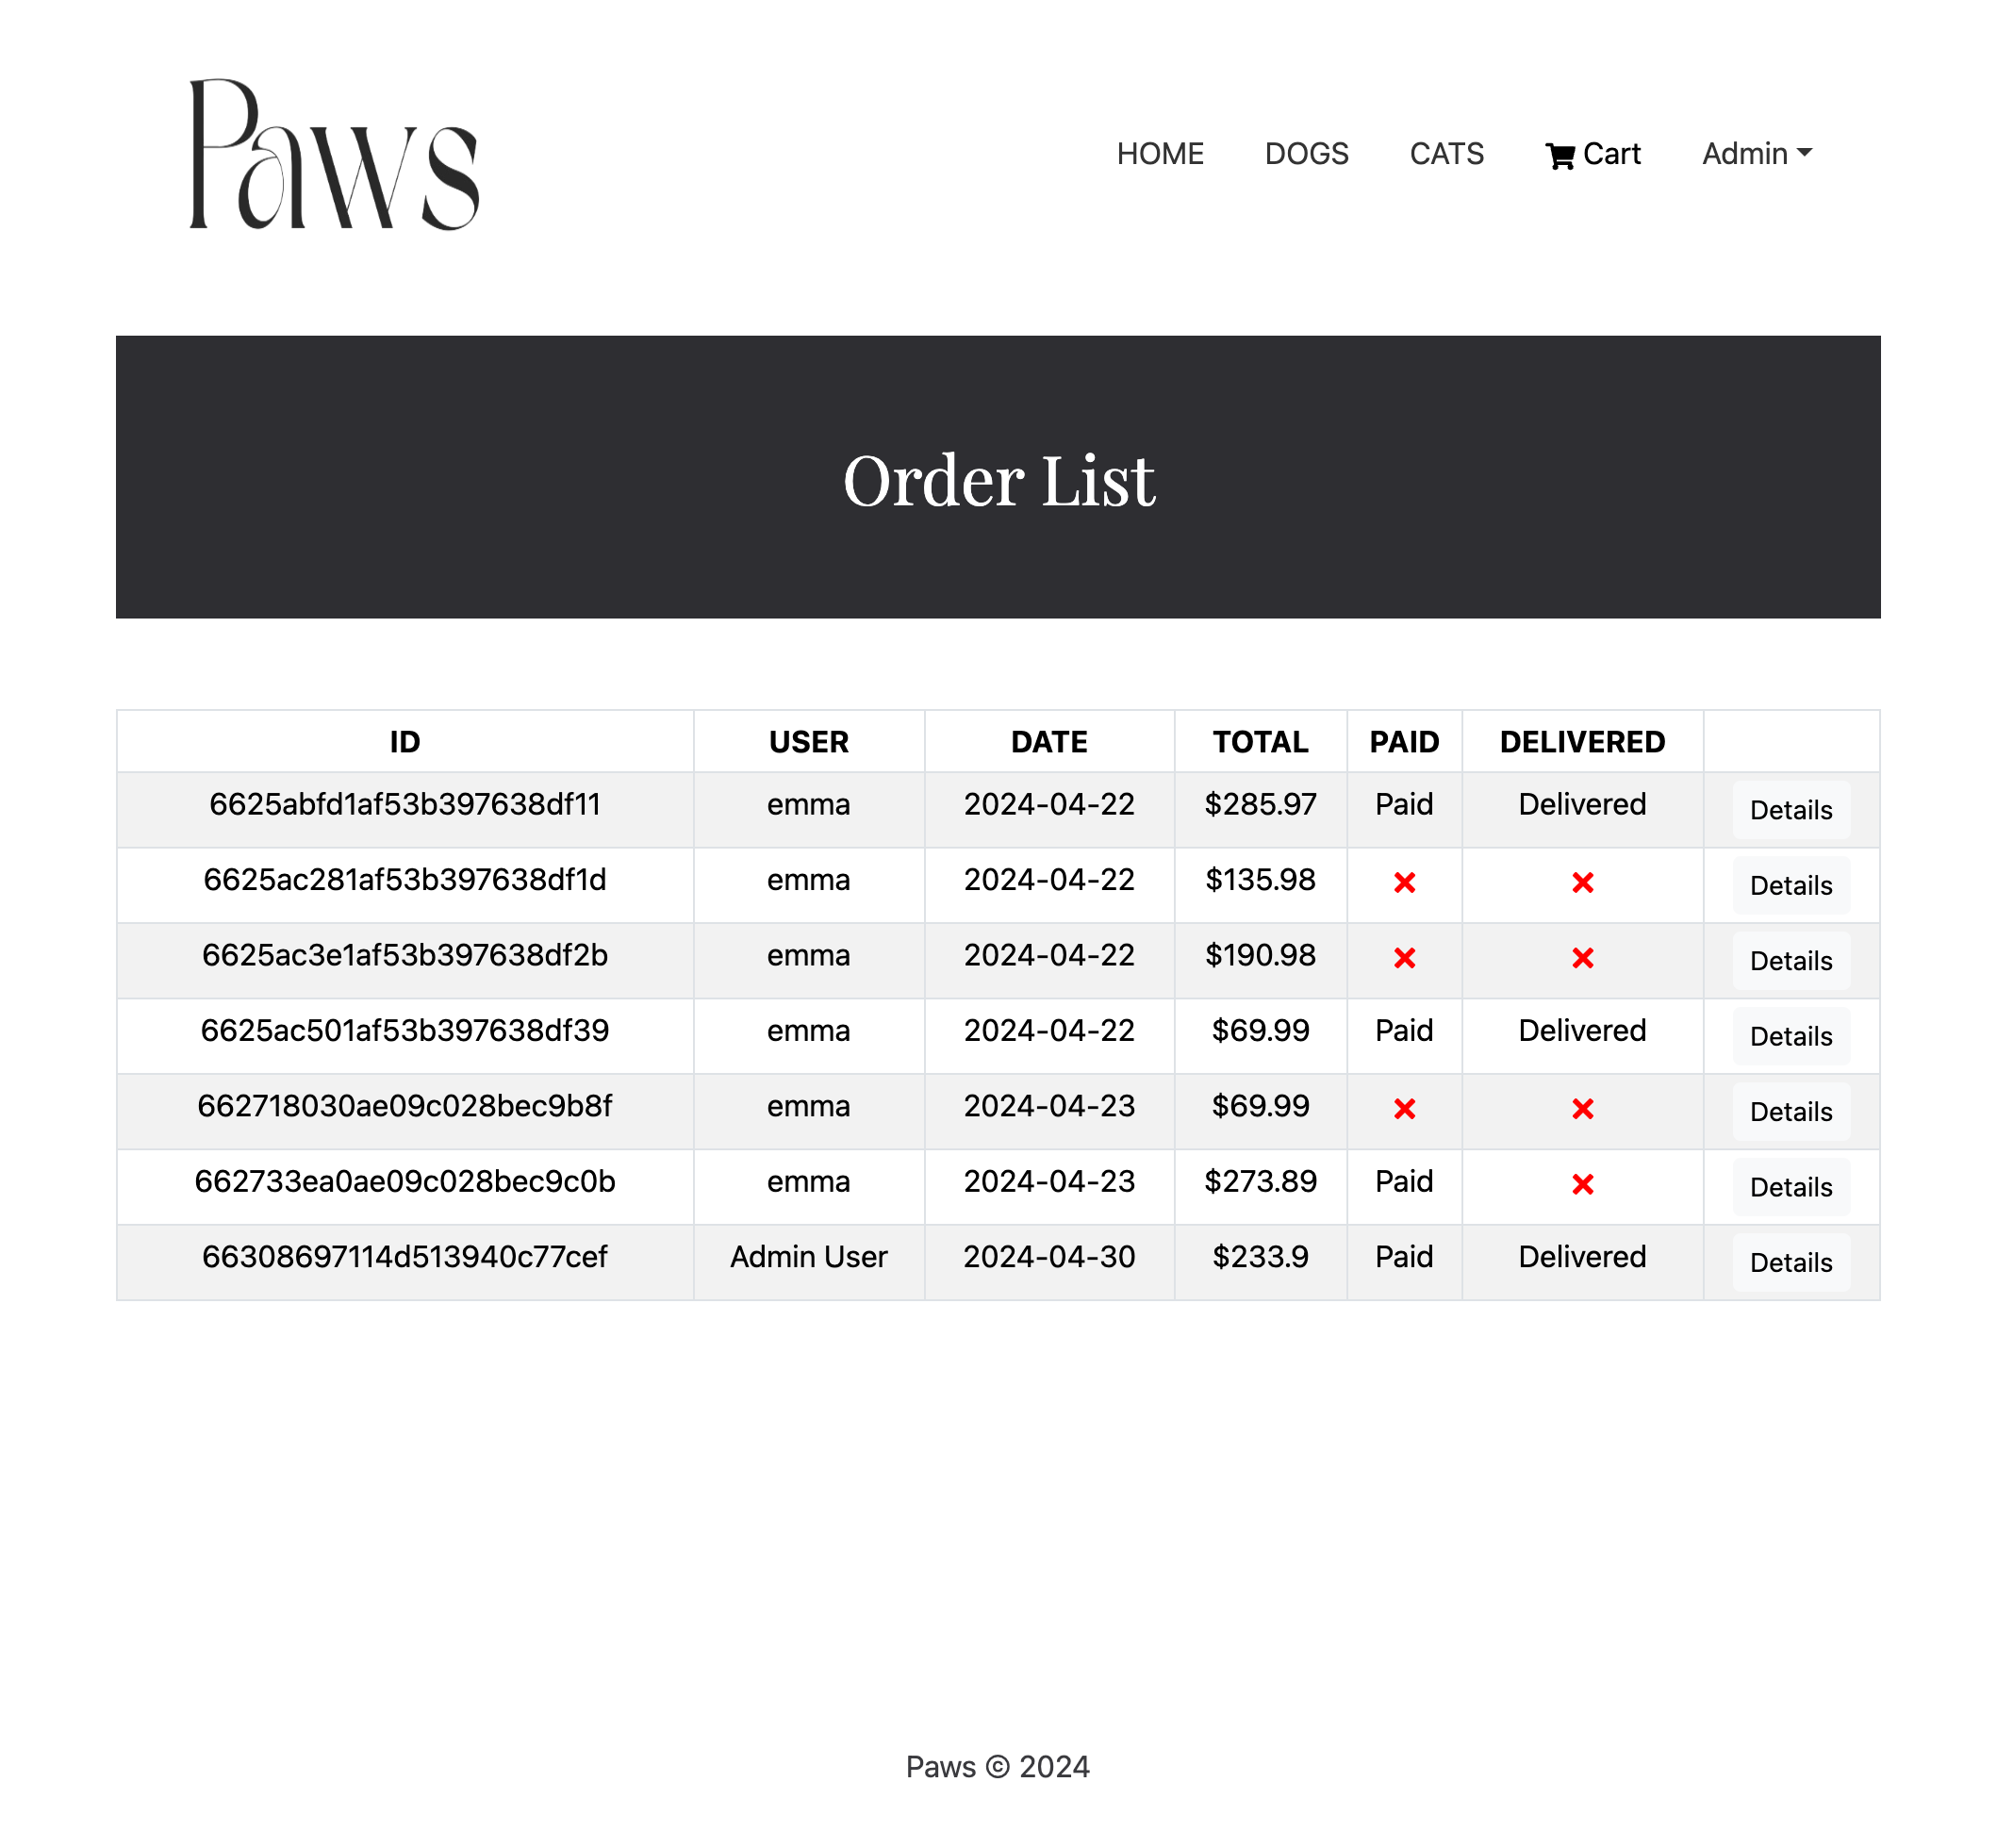 Paws
HOME DOGS CATS Cart Admin
Order List
ID USER DATE TOTAL PAID DELIVERED
6625abfd1af53b397638df11 emma 2024-04-22 $285.97 Paid Delivered Details
6625ac281af53b397638df1d emma 2024-04-22 $135.98 Details
6625ac3e1af53b397638df2b emma 2024-04-22 $190.98 Details
6625ac501af53b397638df39 emma 2024-04-22 $69.99 Paid Delivered Details
662718030ae09c028bec9b8f emma 2024-04-23 $69.99 Details
662733ea0ae09c028bec9c0b emma 2024-04-23 $273.89 Paid Details
66308697114d513940c77cef Admin User 2024-04-30 $233.9 Paid Delivered Details
Paws © 2024